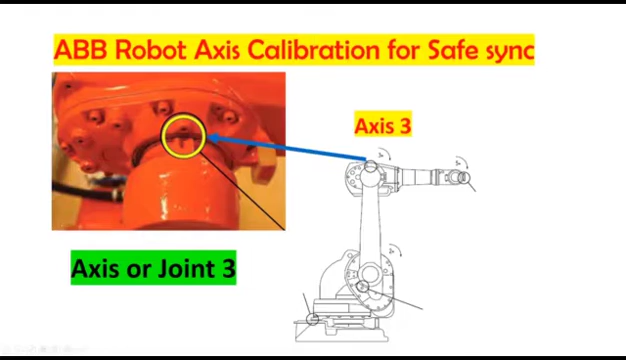 ABB Robot Axis Calibration for Safe sync
Axis 3
Axis or Joint 3